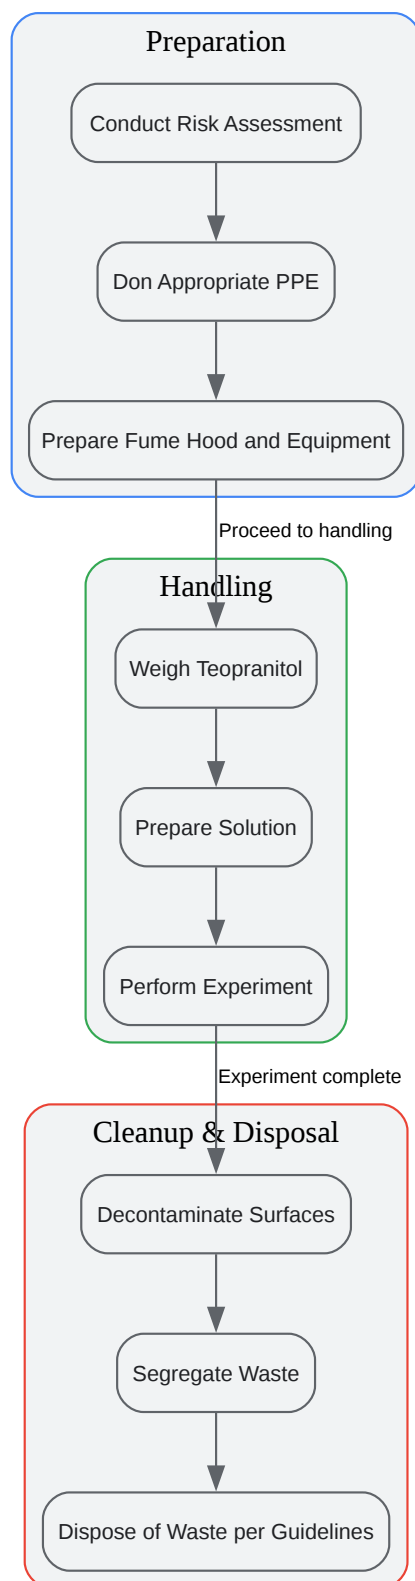 Preparation
Conduct Risk Assessment
Don Appropriate PPE
Prepare Fume Hood and Equipment
Proceed to handling
Handling
Weigh Teopranitol
Prepare Solution
Perform Experiment
Experiment complete
Cleanup & Disposal
Decontaminate Surfaces
Segregate Waste
Dispose of Waste per Guidelines